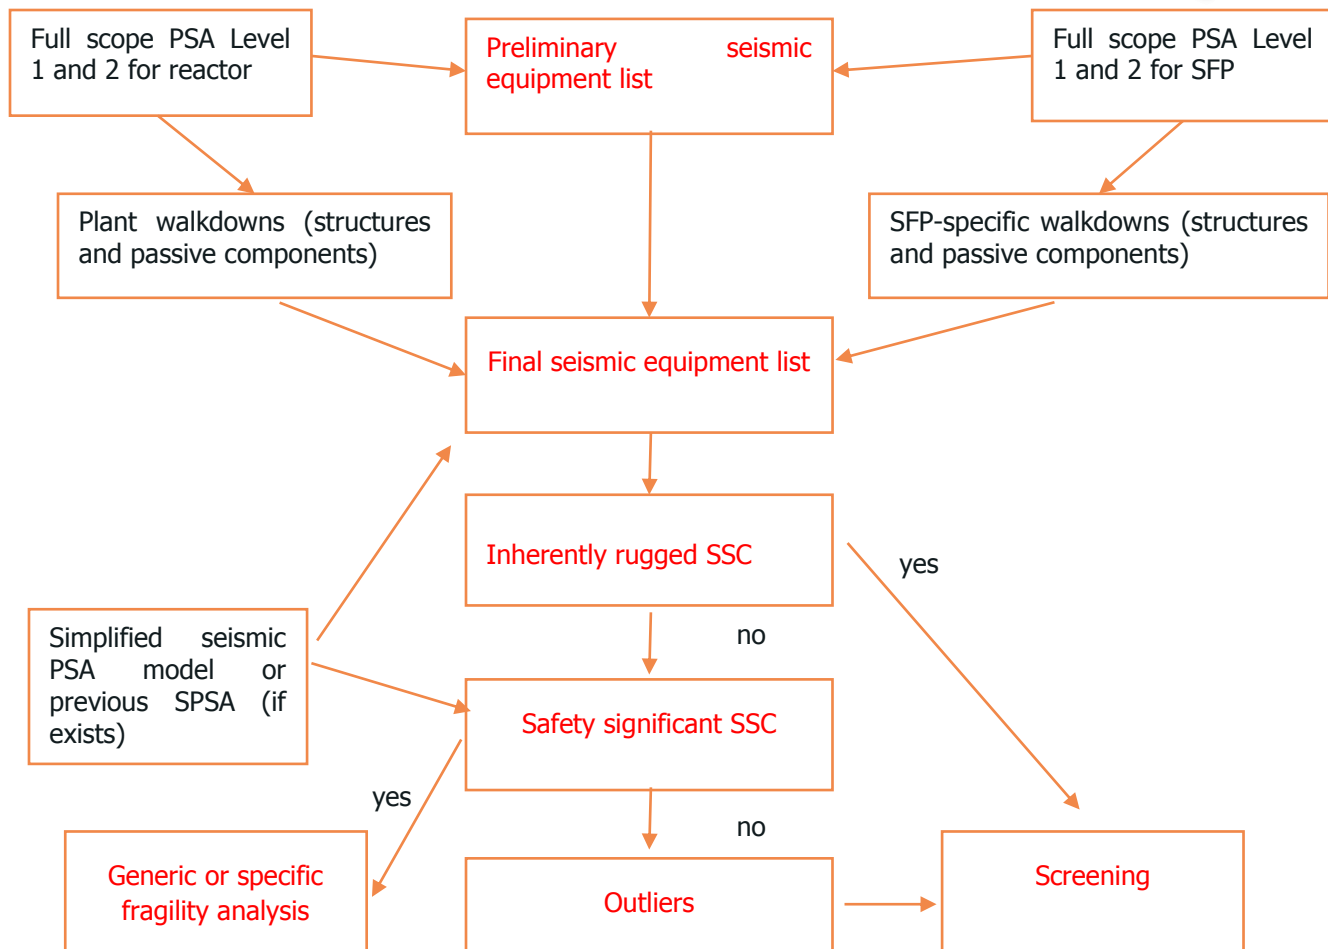 Full scope PSA Level
1 and 2 for reactor
Preliminary seismic
equipment list
Full scope PSA Level
1 and 2 for SFP
Plant walkdowns (structures
and passive components)
SFP-specific walkdowns (structures
and passive components)
Final seismic equipment list
Inherently rugged SSC
yes
no
Simplified seismic
PSA model or
previous SPSA (if
exists)
Safety significant SSC
yes
no
Generic or specific
fragility analysis
Outliers
Screening